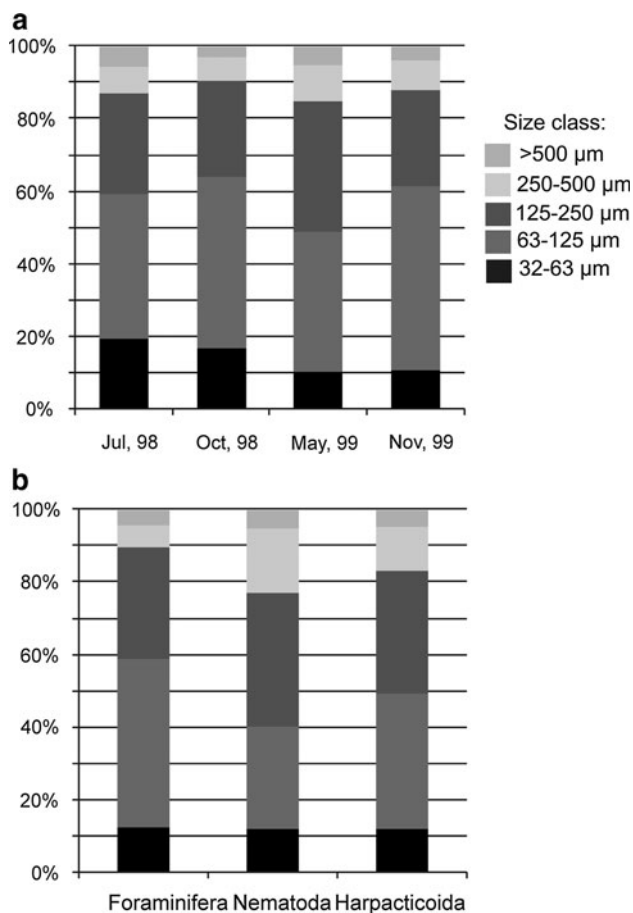 a
100%
80%
60%
40%
20%
0%
Jul, 98 Oct, 98 May, 99 Nov, 99
Size class:
>500 µm
250-500 µm
125-250 µm
63-125 µm
32-63 µm
b
100%
80%
60%
40%
20%
0%
Foraminifera Nematoda Harpacticoida